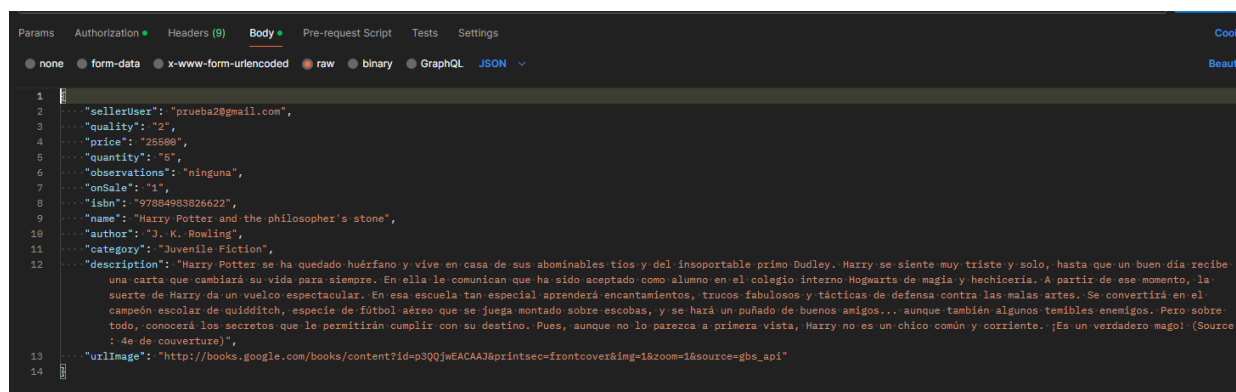 Params Authorization Headers (9) Body Pre-request Script Tests Settings
none form-data x-www-form-urlencoded raw binary GraphQL JSON Beaut
1 {
2 "sellerUser": "prueba2@gmail.com",
3 "quality": "2",
4 "price": "25500",
5 "quantity": "5",
6 "observations": "ninguna",
7 "onSale": "1",
8 "isbn": "97884983826622",
9 "name": "Harry Potter and the philosopher's stone",
10 "author": "J. K. Rowling",
11 "category": "Juvenile Fiction",
12 "description": "Harry Potter se ha quedado huérfano y vive en casa de sus abominables tíos y del insoportable primo Dudley. Harry se siente muy triste y solo, hasta que un buen día recibe
una carta que cambiará su vida para siempre. En ella le comunican que ha sido aceptado como alumno en el colegio interno Hogwarts de magia y hechicería. A partir de ese momento, la
suerte de Harry da un vuelco espectacular. En esa escuela tan especial aprenderá encantamientos, trucos fabulosos y tácticas de defensa contra las malas artes. Se convertirá en el
campeón escolar de quidditch, especie de fútbol aéreo que se juega montado sobre escobas, y se hará un puñado de buenos amigos... aunque también algunos temibles enemigos. Pero sobre
todo, conocerá los secretos que le permitirán cumplir con su destino. Pues, aunque no lo parezca a primera vista, Harry no es un chico común y corriente. ¡Es un verdadero mago! (Source
: 4e de couverture)",
13 "urlImage": "http://books.google.com/books/content?id=p3QQjwEACAAJ&printsec=frontcover&img=1&zoom=1&source=gbs_api"
14 }